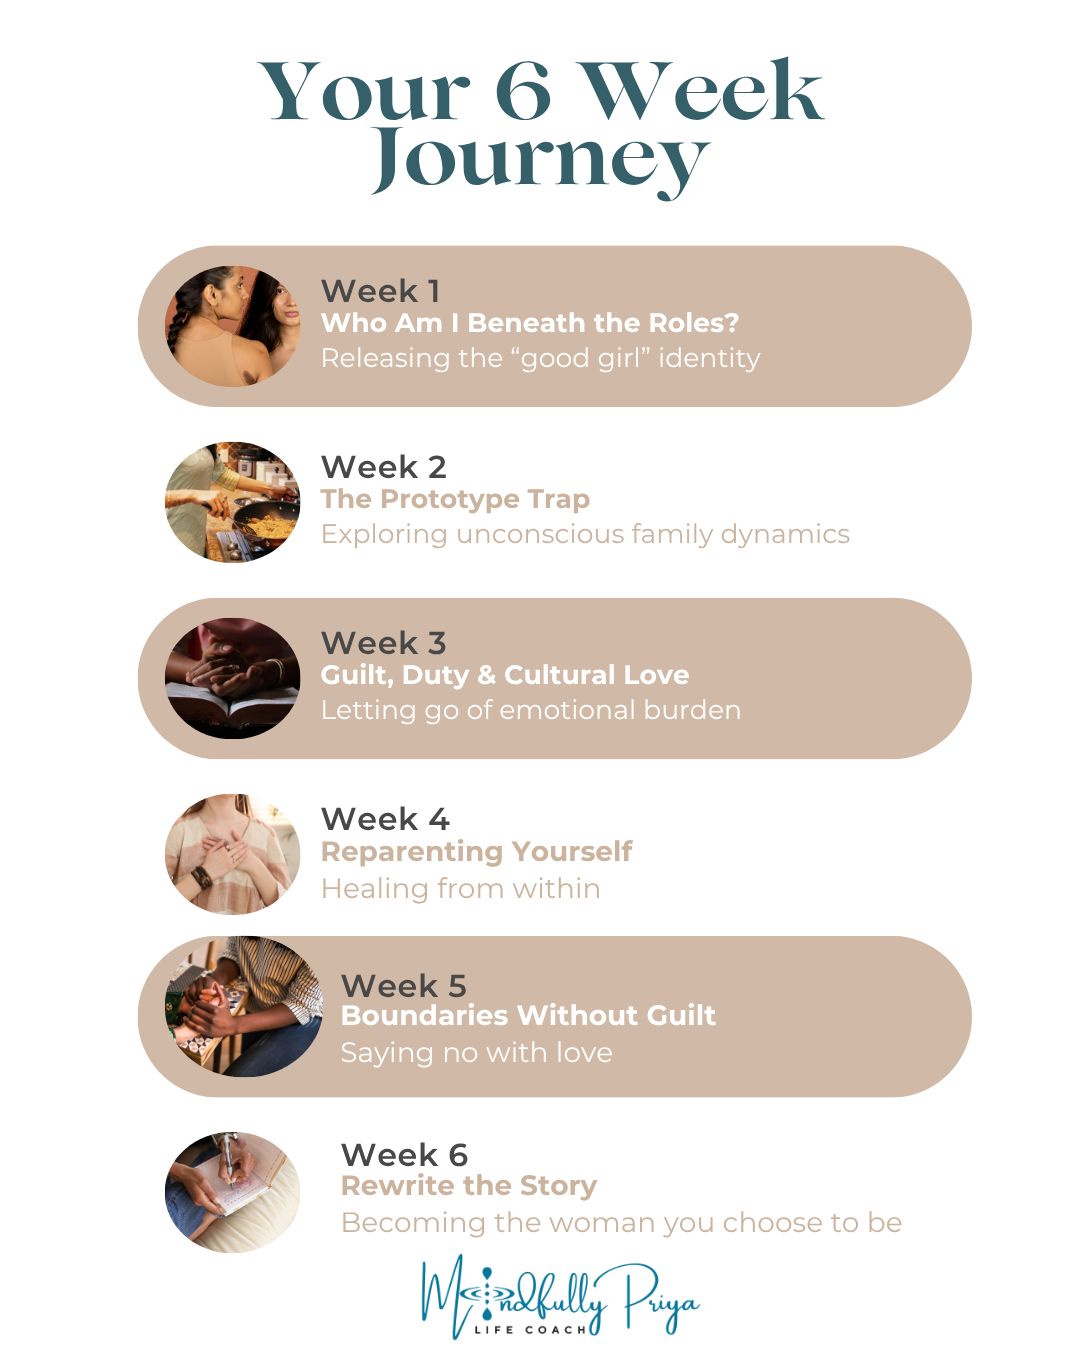 Your 6 Week
Journey
Week 1
Who Am I Beneath the Roles?
Releasing the “good girl” identity
Week 2
The Prototype Trap
Exploring unconscious family dynamics
Week 3
Guilt, Duty & Cultural Love
Letting go of emotional burden
Week 4
Reparenting Yourself
Healing from within
Week 5
Boundaries Without Guilt
Saying no with love
Week 6
Rewrite the Story
Becoming the woman you choose to be
Mindfully Priya
LIFE COACH